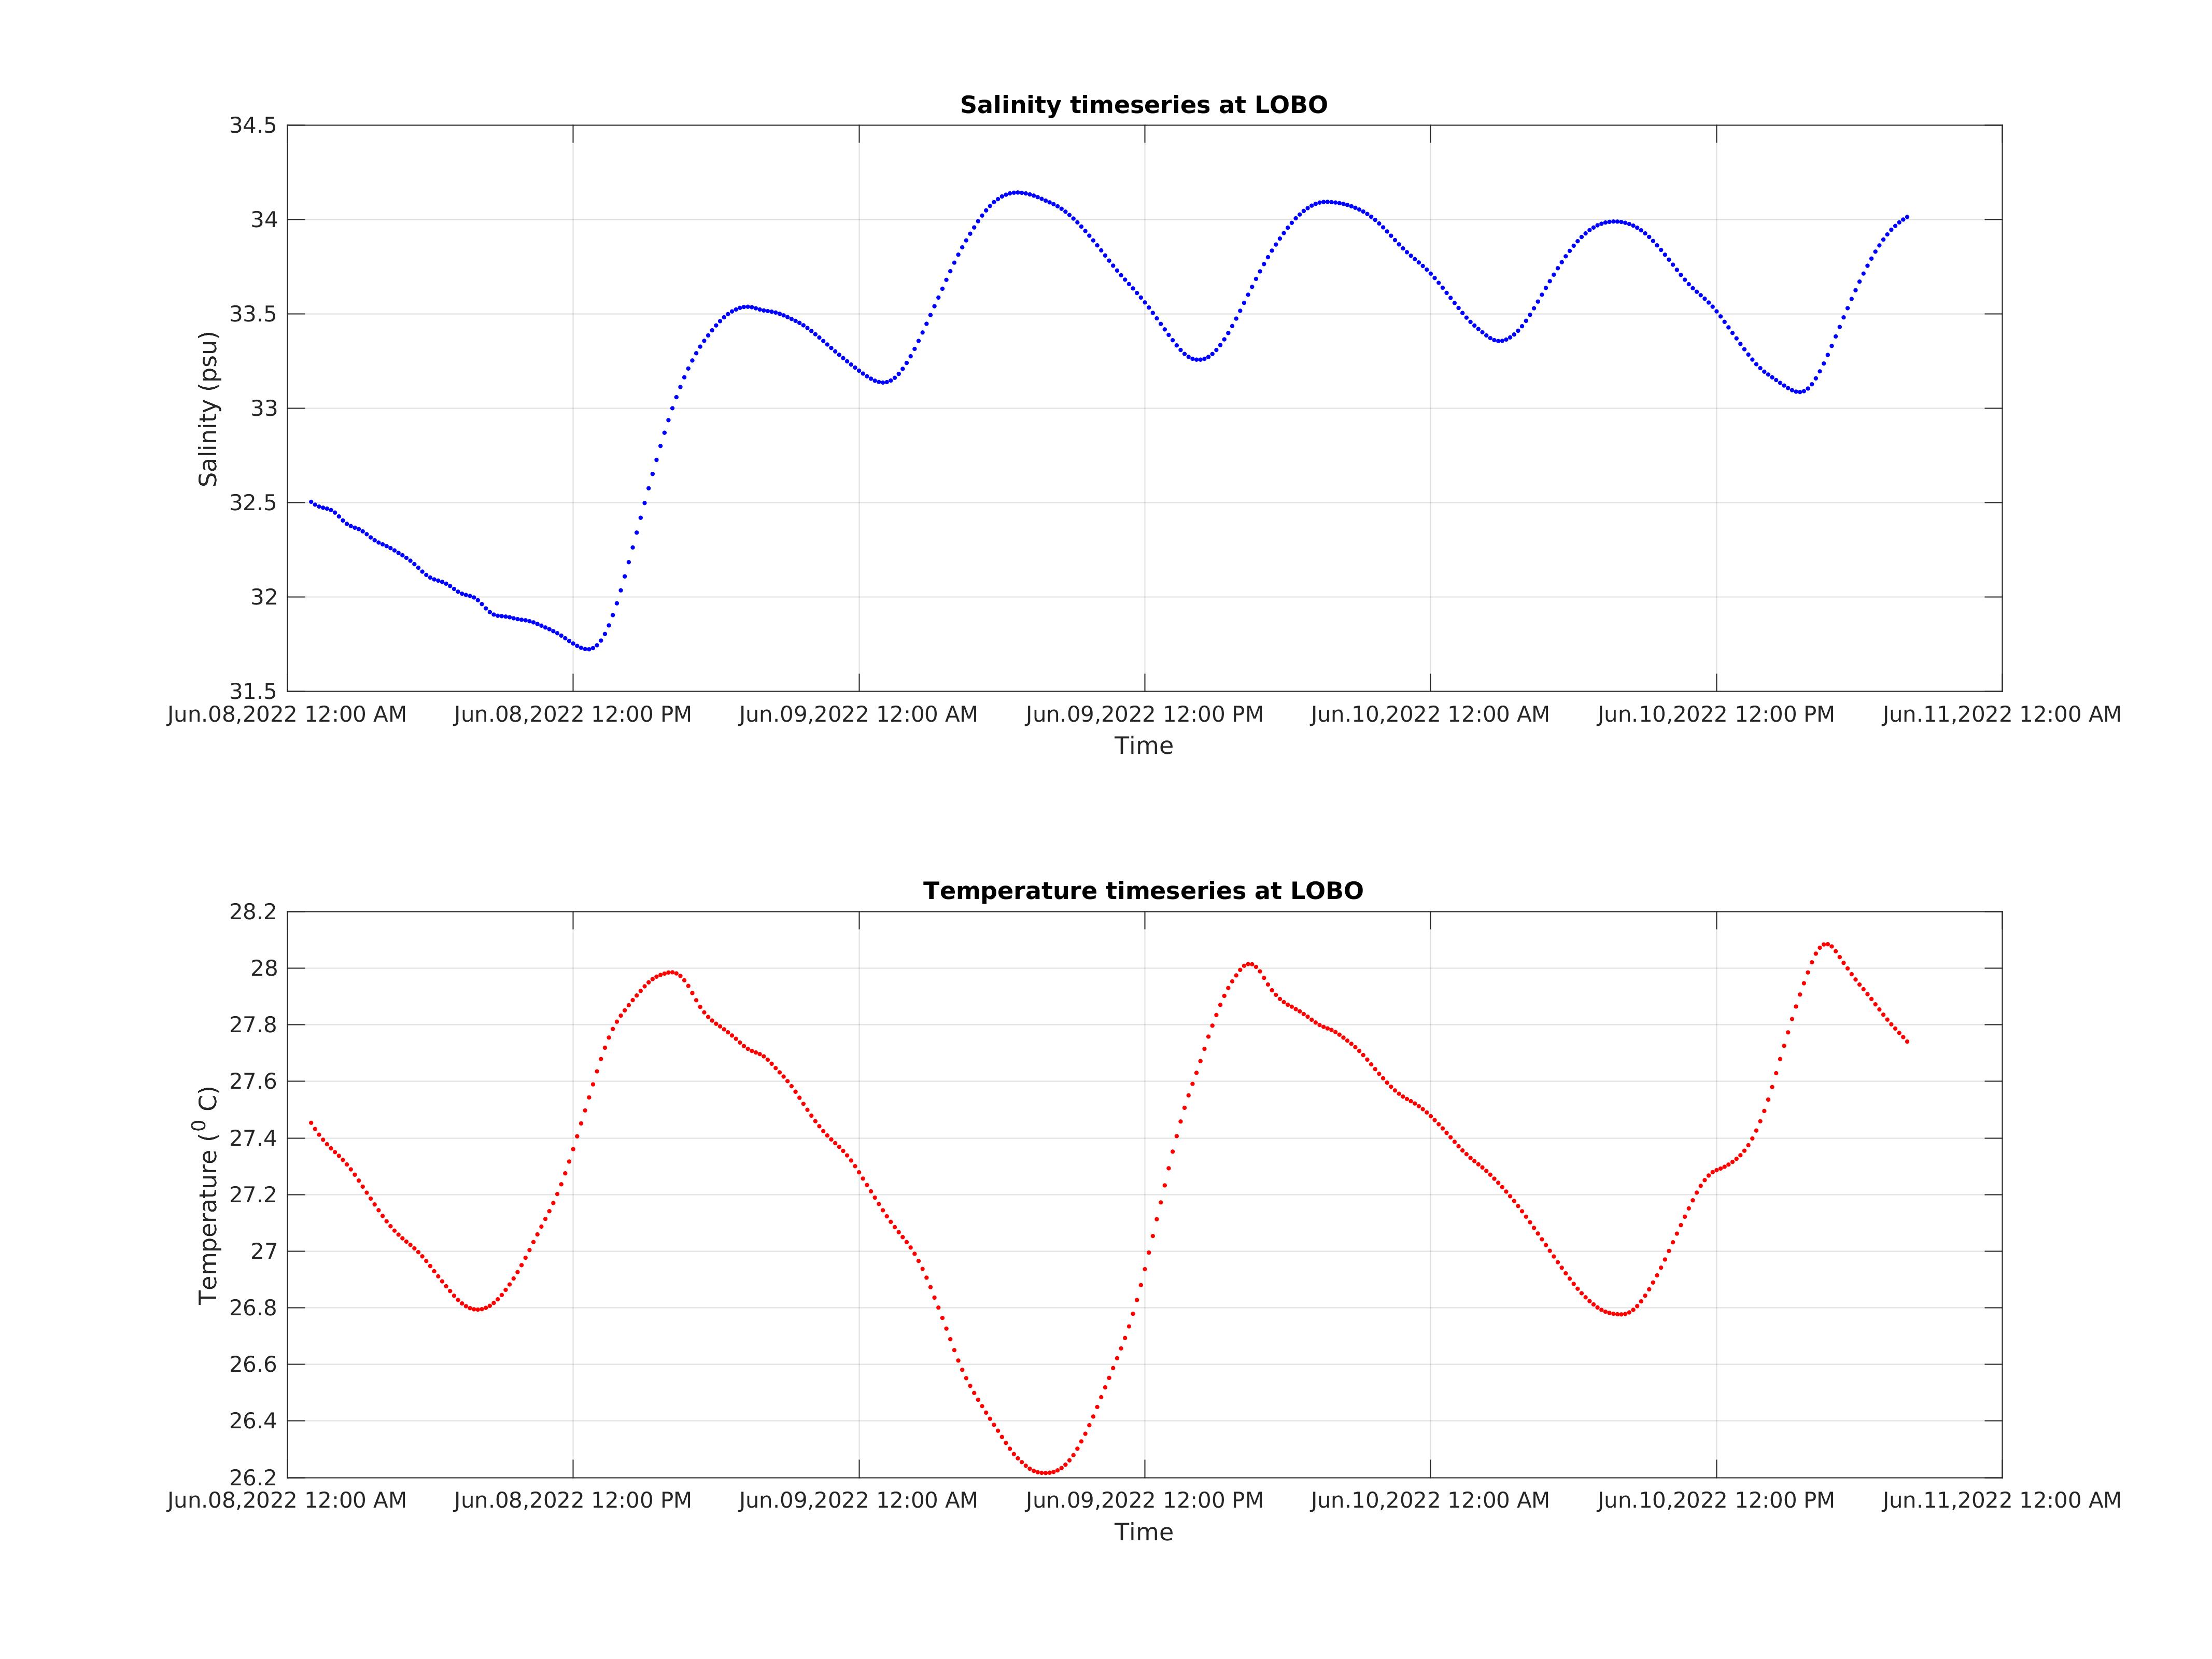 Salinity timeseries at LOBO
34.5
34
33.5
33
32.5
32
31.5
Salinity (psu)
Jun.08,2022 12:00 AM Jun.08,2022 12:00 PM Jun.09,2022 12:00 AM Jun.09,2022 12:00 PM Jun.10,2022 12:00 AM Jun.10,2022 12:00 PM Jun.11,2022 12:00 AM
Time
Temperature timeseries at LOBO
28.2
28
27.8
27.6
27.4
27.2
27
26.8
26.6
26.4
26.2
Temperature (⁰ C)
Jun.08,2022 12:00 AM Jun.08,2022 12:00 PM Jun.09,2022 12:00 AM Jun.09,2022 12:00 PM Jun.10,2022 12:00 AM Jun.10,2022 12:00 PM Jun.11,2022 12:00 AM
Time